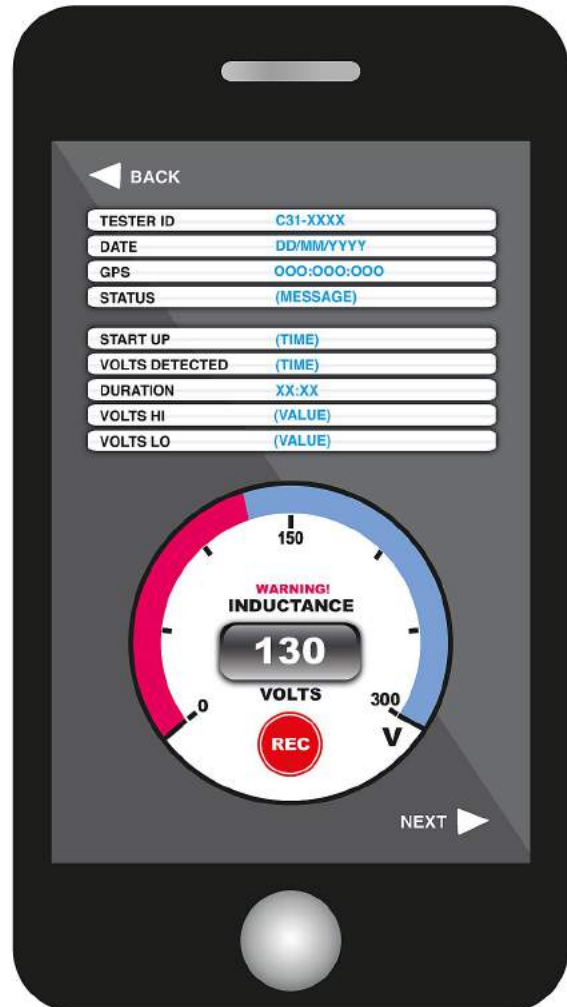 BACK
TESTER ID C31-XXXX
DATE DD/MM/YYYY
GPS OOO:OOO:OOO
STATUS (MESSAGE)
START UP (TIME)
VOLTS DETECTED (TIME)
DURATION XX:XX
VOLTS HI (VALUE)
VOLTS LO (VALUE)
150
WARNING!
INDUCTANCE
130
VOLTS
0 300
REC V
NEXT